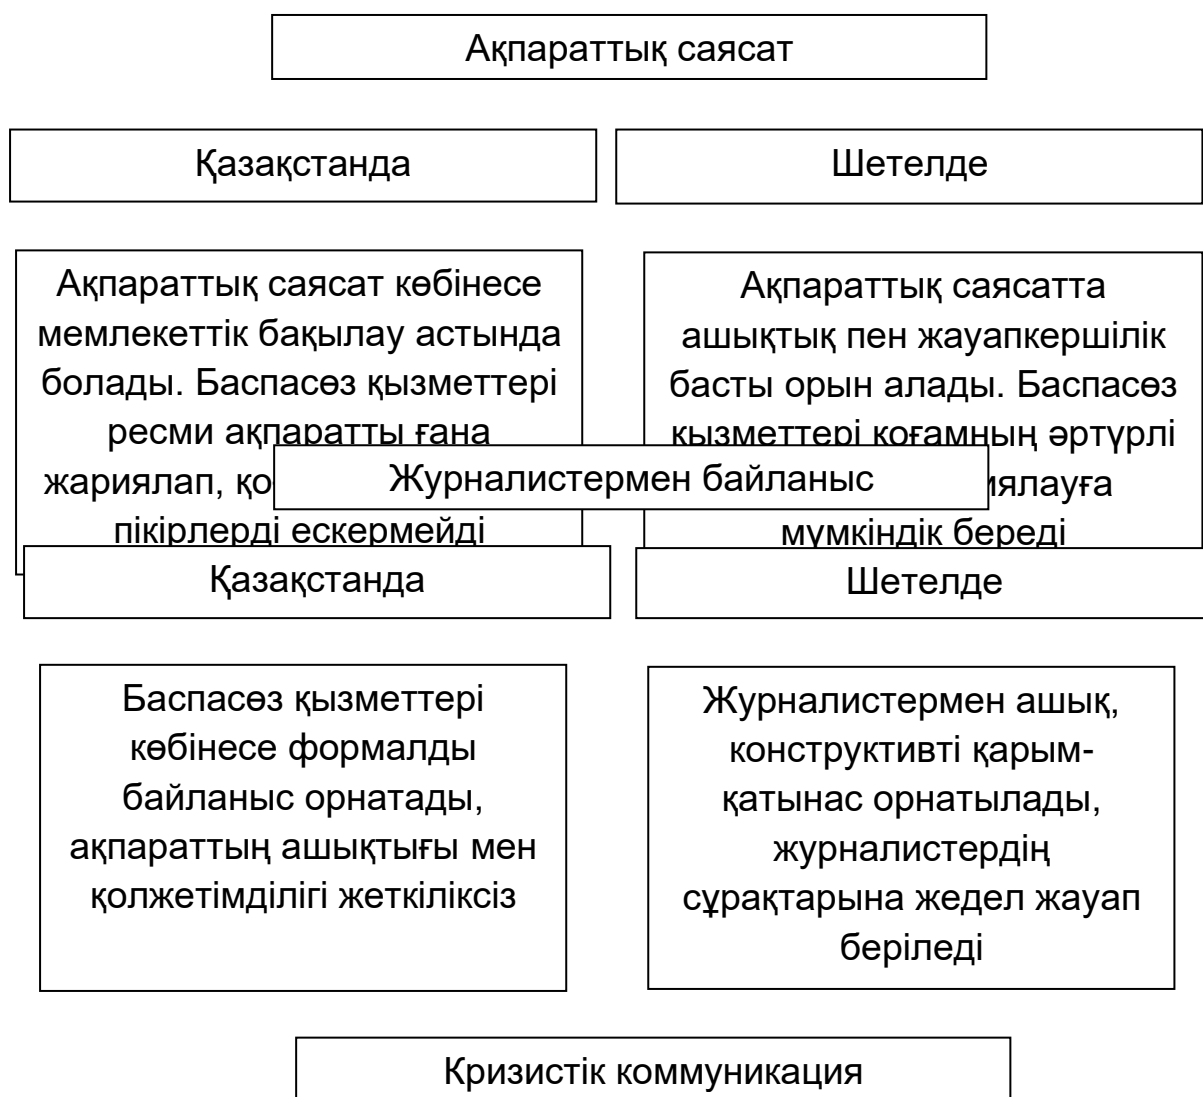 Ақпараттық саясат
Қазақстанда
Шетелде
Ақпараттық саясат көбінесе
мемлекеттік бақылау астында
болады. Баспасөз қызметтері
ресми ақпаратты ғана
жариялап,
пікірлерді ескермейді
Ақпараттық саясатта
ашықтық пен жауапкершілік
басты орын алады. Баспасөз
қызметтері қоғамның әртүрлі
мүмкіндік береді
Журналистермен байланыс
Қазақстанда
Шетелде
Баспасөз қызметтері
көбінесе формалды
байланыс орнатады,
ақпараттың ашықтығы мен
қолжетімділігі жеткіліксіз
Журналистермен ашық,
конструктивті қарым-
қатынас орнатылады,
журналистердің
сұрақтарына жедел жауап
беріледі
Кризистік коммуникация